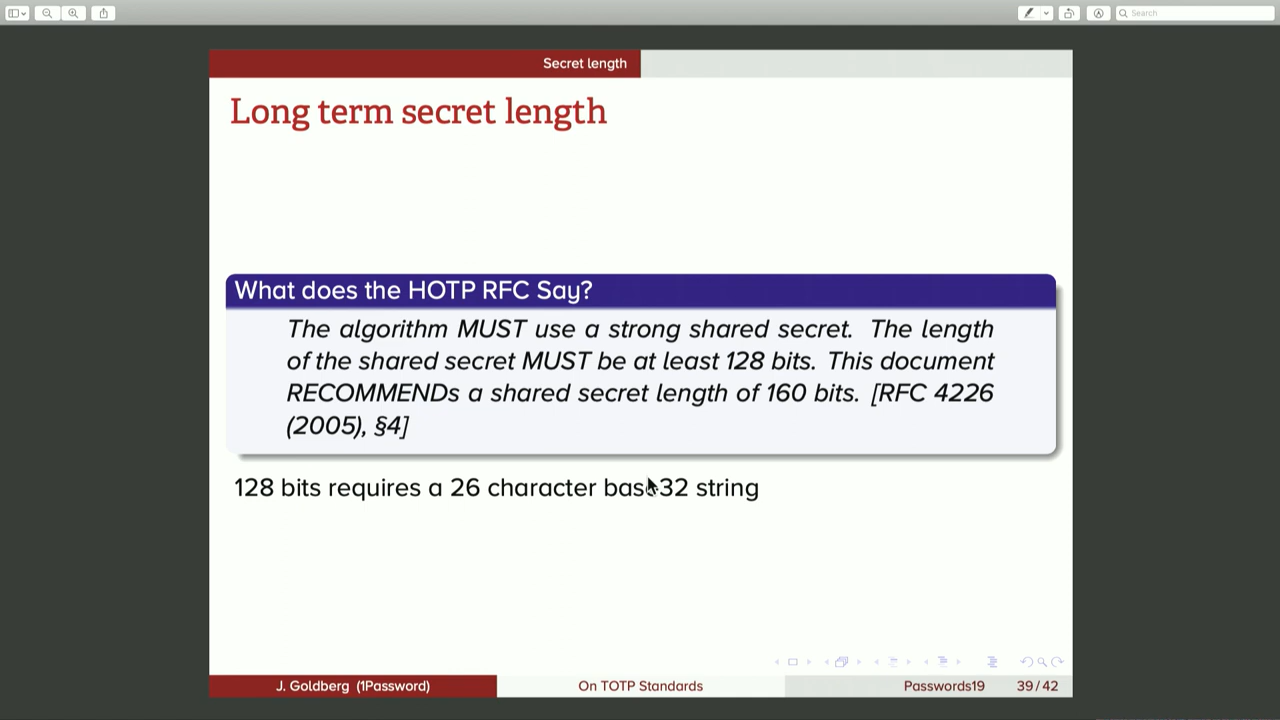 Search
Secret length
Long term secret length
What does the HOTP RFC Say?
The algorithm MUST use a strong shared secret. The length
of the shared secret MUST be at least 128 bits. This document
RECOMMENDs a shared secret length of 160 bits. [RFC 4226
(2005), §4]
128 bits requires a 26 character base32 string
J. Goldberg (1Password)
On TOTP Standards
Passwords19
39 / 42